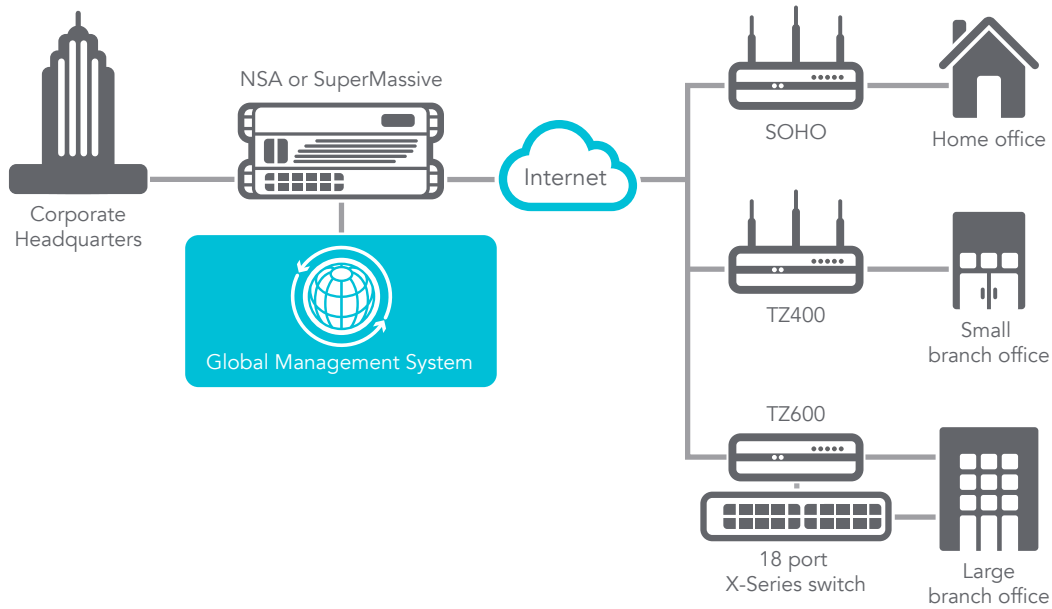 NSA or SuperMassive
Corporate
Headquarters
Internet
Global Management System
SOHO
Home office
TZ400
Small
branch office
TZ600
18 port
X-Series switch
Large
branch office